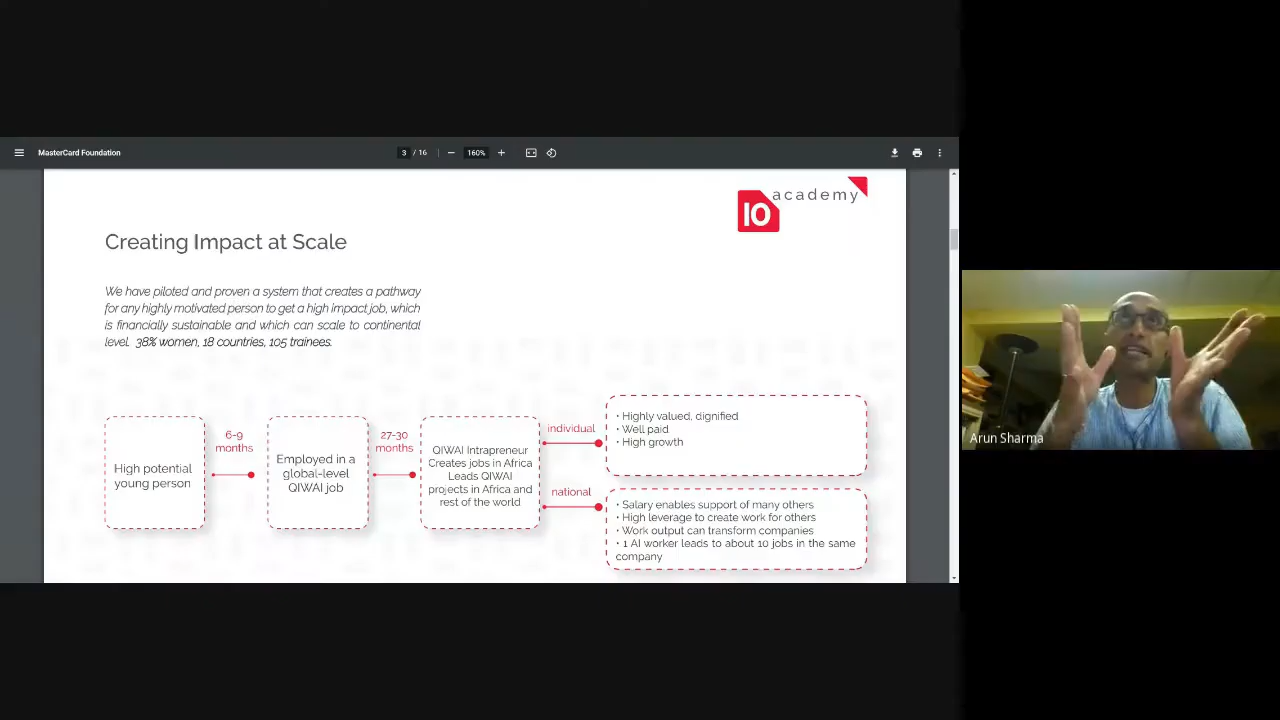 MasterCard Foundation
3 / 16
160%
10 academy
Creating Impact at Scale
We have piloted and proven a system that creates a pathway
for any highly motivated person to get a high impact job, which
is financially sustainable and which can scale to continental
level. 38% women, 18 countries, 105 trainees.
High potential
young person
6-9
months
Employed in a
global-level
QIWAI job
27-30
months
QIWAI Intrapreneur
Creates jobs in Africa
Leads QIWAI
projects in Africa and
rest of the world
individual
• Highly valued, dignified
• Well paid
• High growth
national
• Salary enables support of many others
• High leverage to create work for others
• Work output can transform companies
• 1 AI worker leads to about 10 jobs in the same
company
Arun Sharma